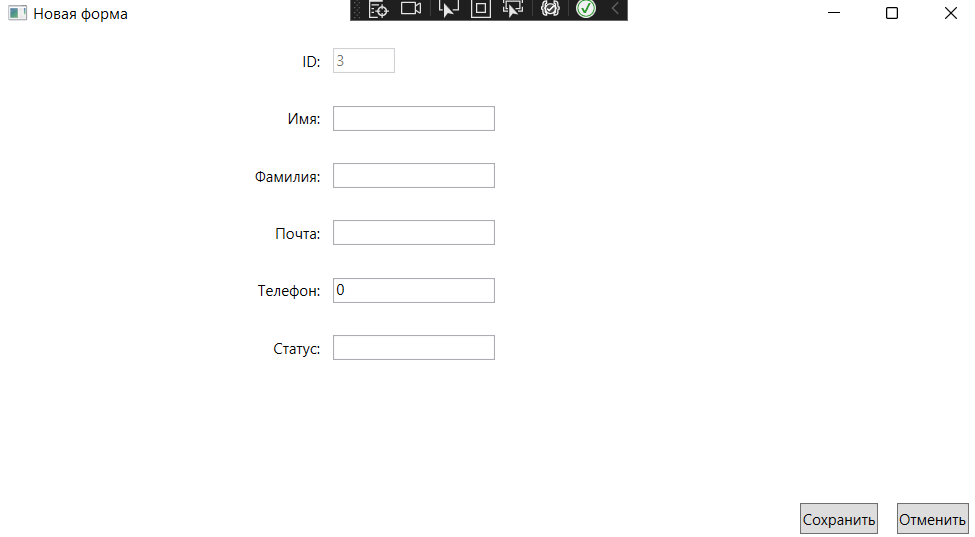 Новая форма
ID: 3
Имя:
Фамилия:
Почта:
Телефон: 0
Статус:
Сохранить Отменить